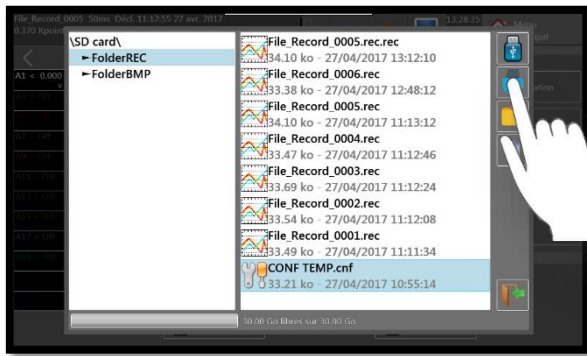 File_Record_0005 50ms Décl. 11:12:55 27 avr. 2017
0.370 Kpoint
13:28:35
Menu
A1 < 0.000
\SD card\
►FolderREC
►FolderBMP
File_Record_0005.rec.rec
34.10 ko - 27/04/2017 13:12:10
File_Record_0006.rec
33.38 ko - 27/04/2017 12:48:12
File_Record_0005.rec
34.10 ko - 27/04/2017 11:13:12
File_Record_0004.rec
33.47 ko - 27/04/2017 11:12:46
File_Record_0003.rec
33.69 ko - 27/04/2017 11:12:24
File_Record_0002.rec
33.54 ko - 27/04/2017 11:12:08
File_Record_0001.rec
33.49 ko - 27/04/2017 11:11:34
CONF TEMP.cnf
33.21 ko - 27/04/2017 10:55:14
30.00 Go libres sur 30.00 Go